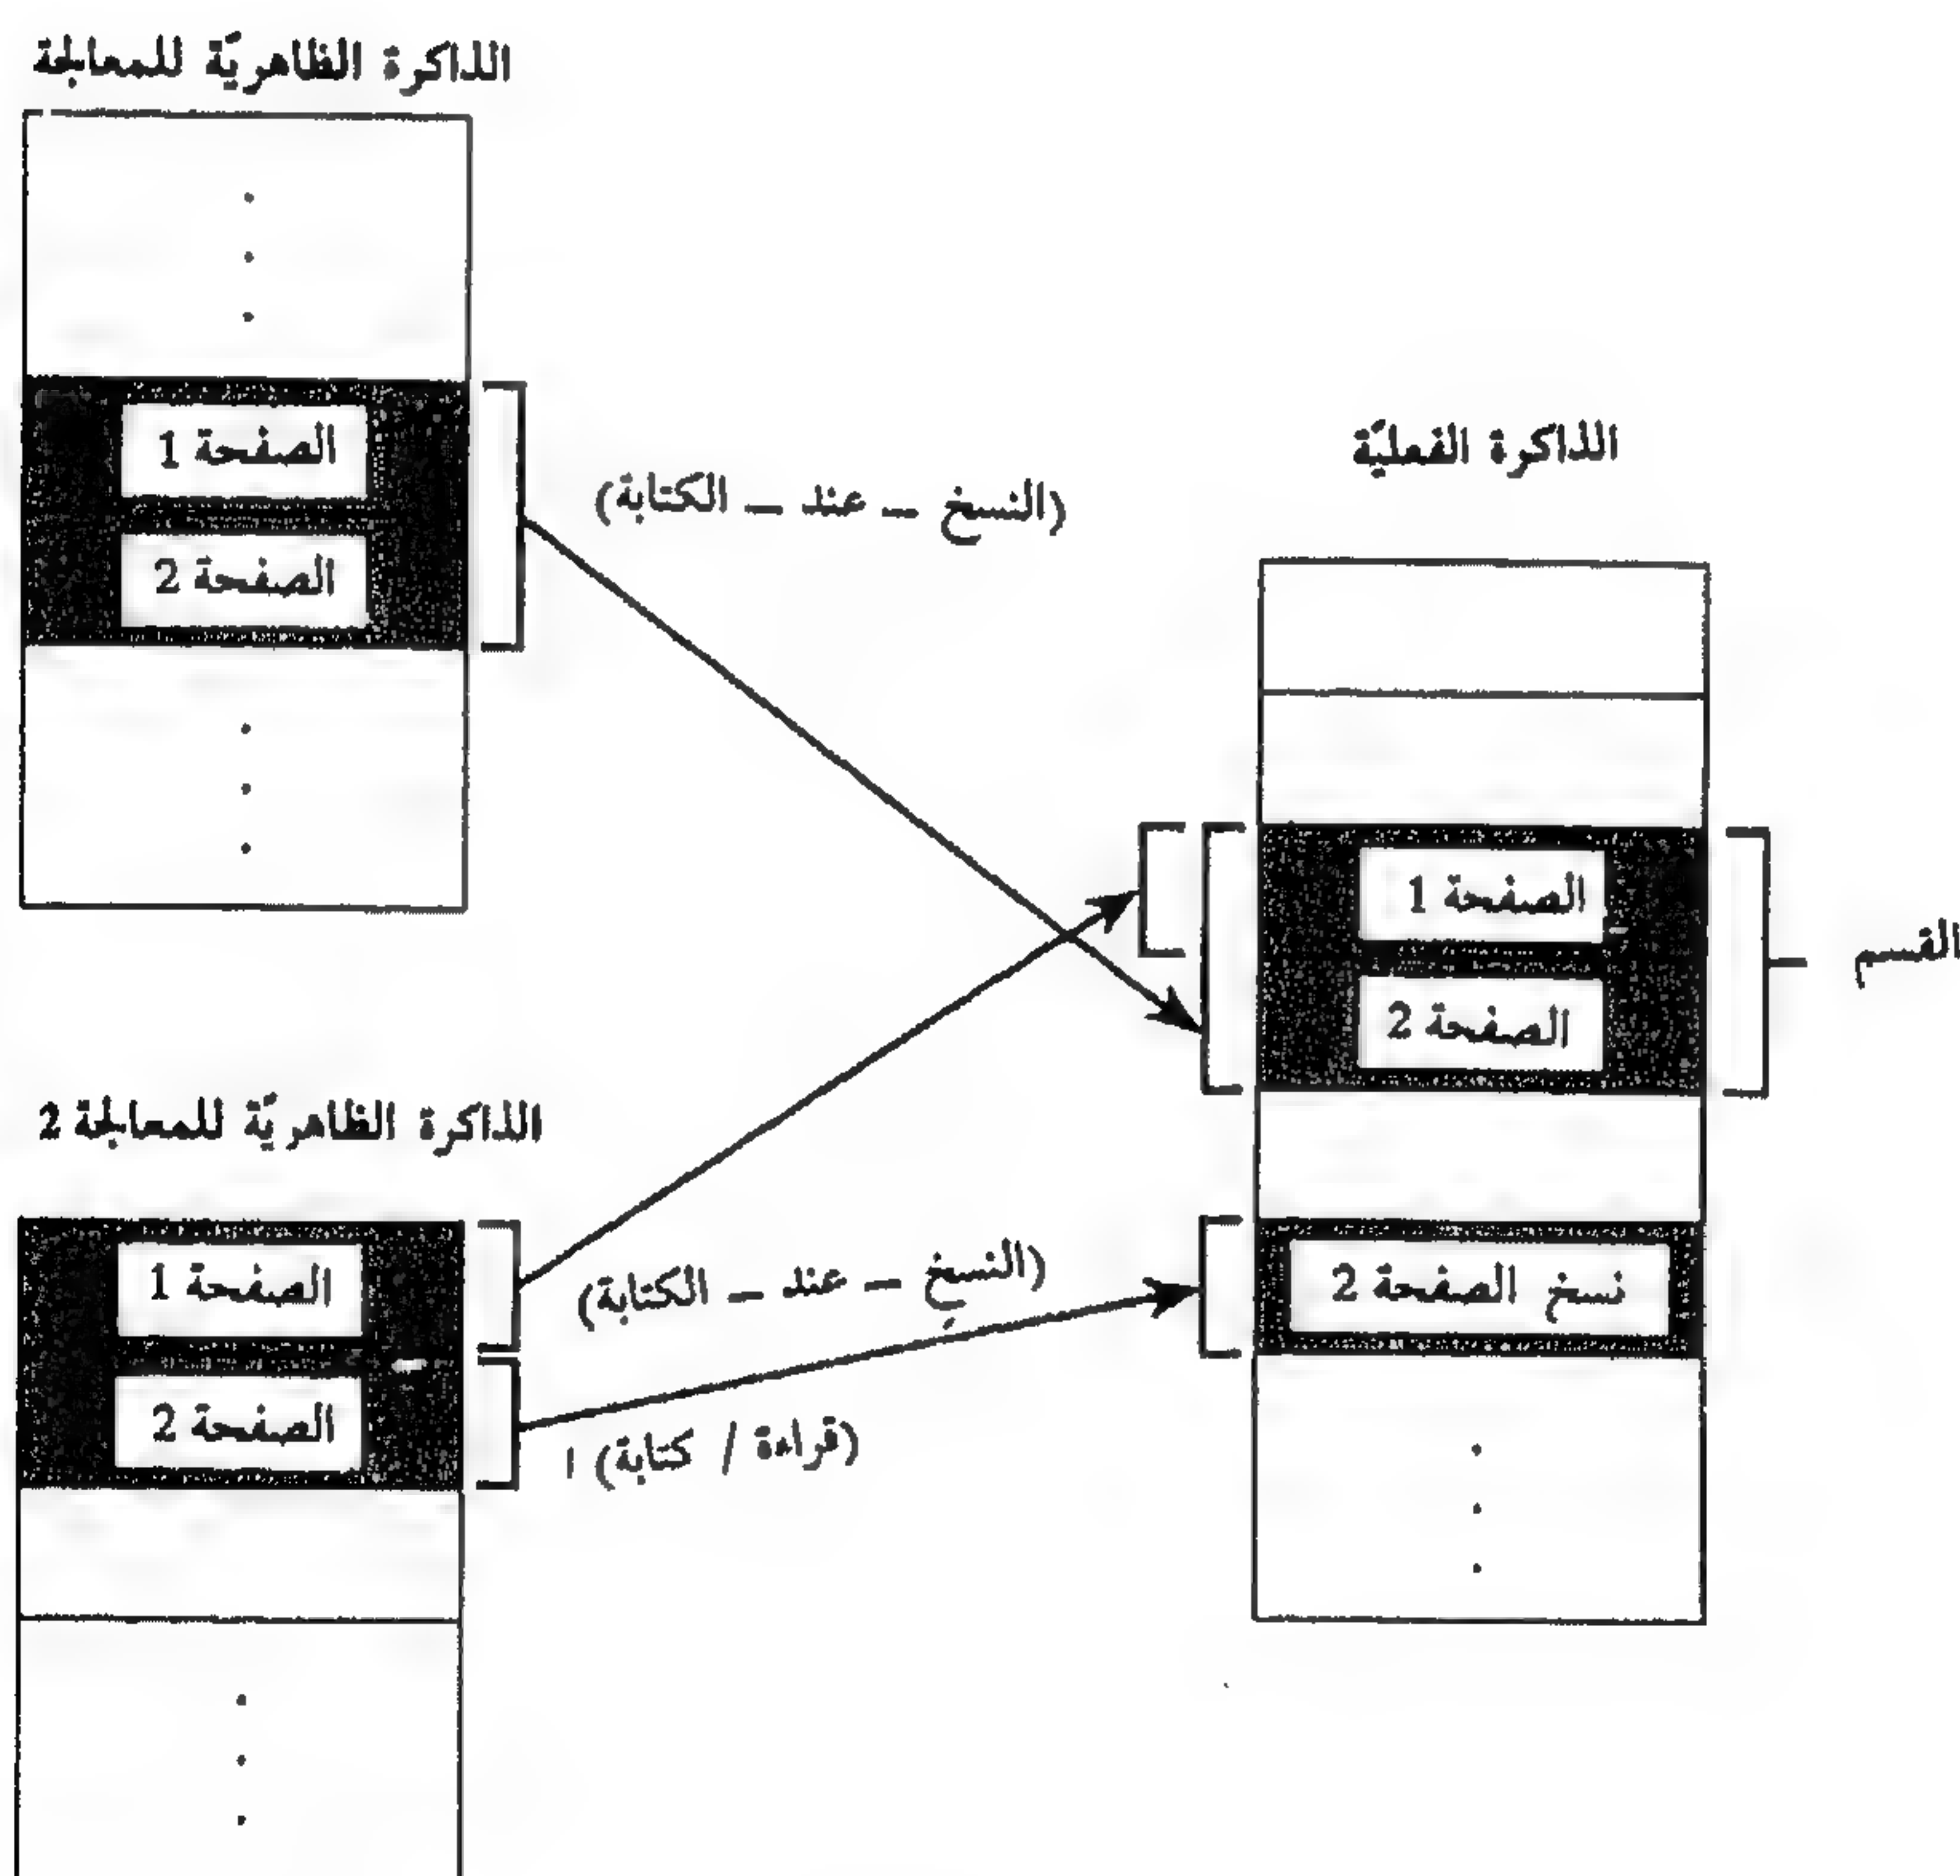 الذاكرة الظاهريّة للمعالجة
الصفحة 1
الصفحة 2
(النسخ – عند – الكتابة)
الذاكرة الفعليّة
الصفحة 1
الصفحة 2
القسم
نسخ الصفحة 2
الذاكرة الظاهريّة للمعالجة 2
الصفحة 1
الصفحة 2
(النسخ – عند – الكتابة)
(قراءة / كتابة)